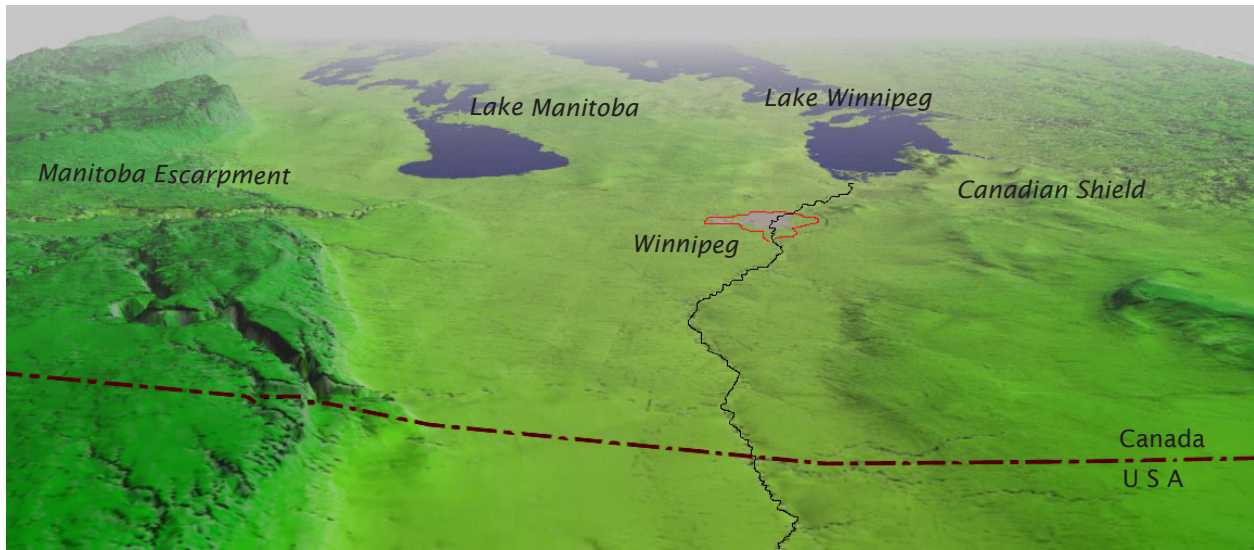 Lake Manitoba
Lake Winnipeg
Manitoba Escarpment
Canadian Shield
Winnipeg
Canada
U S A